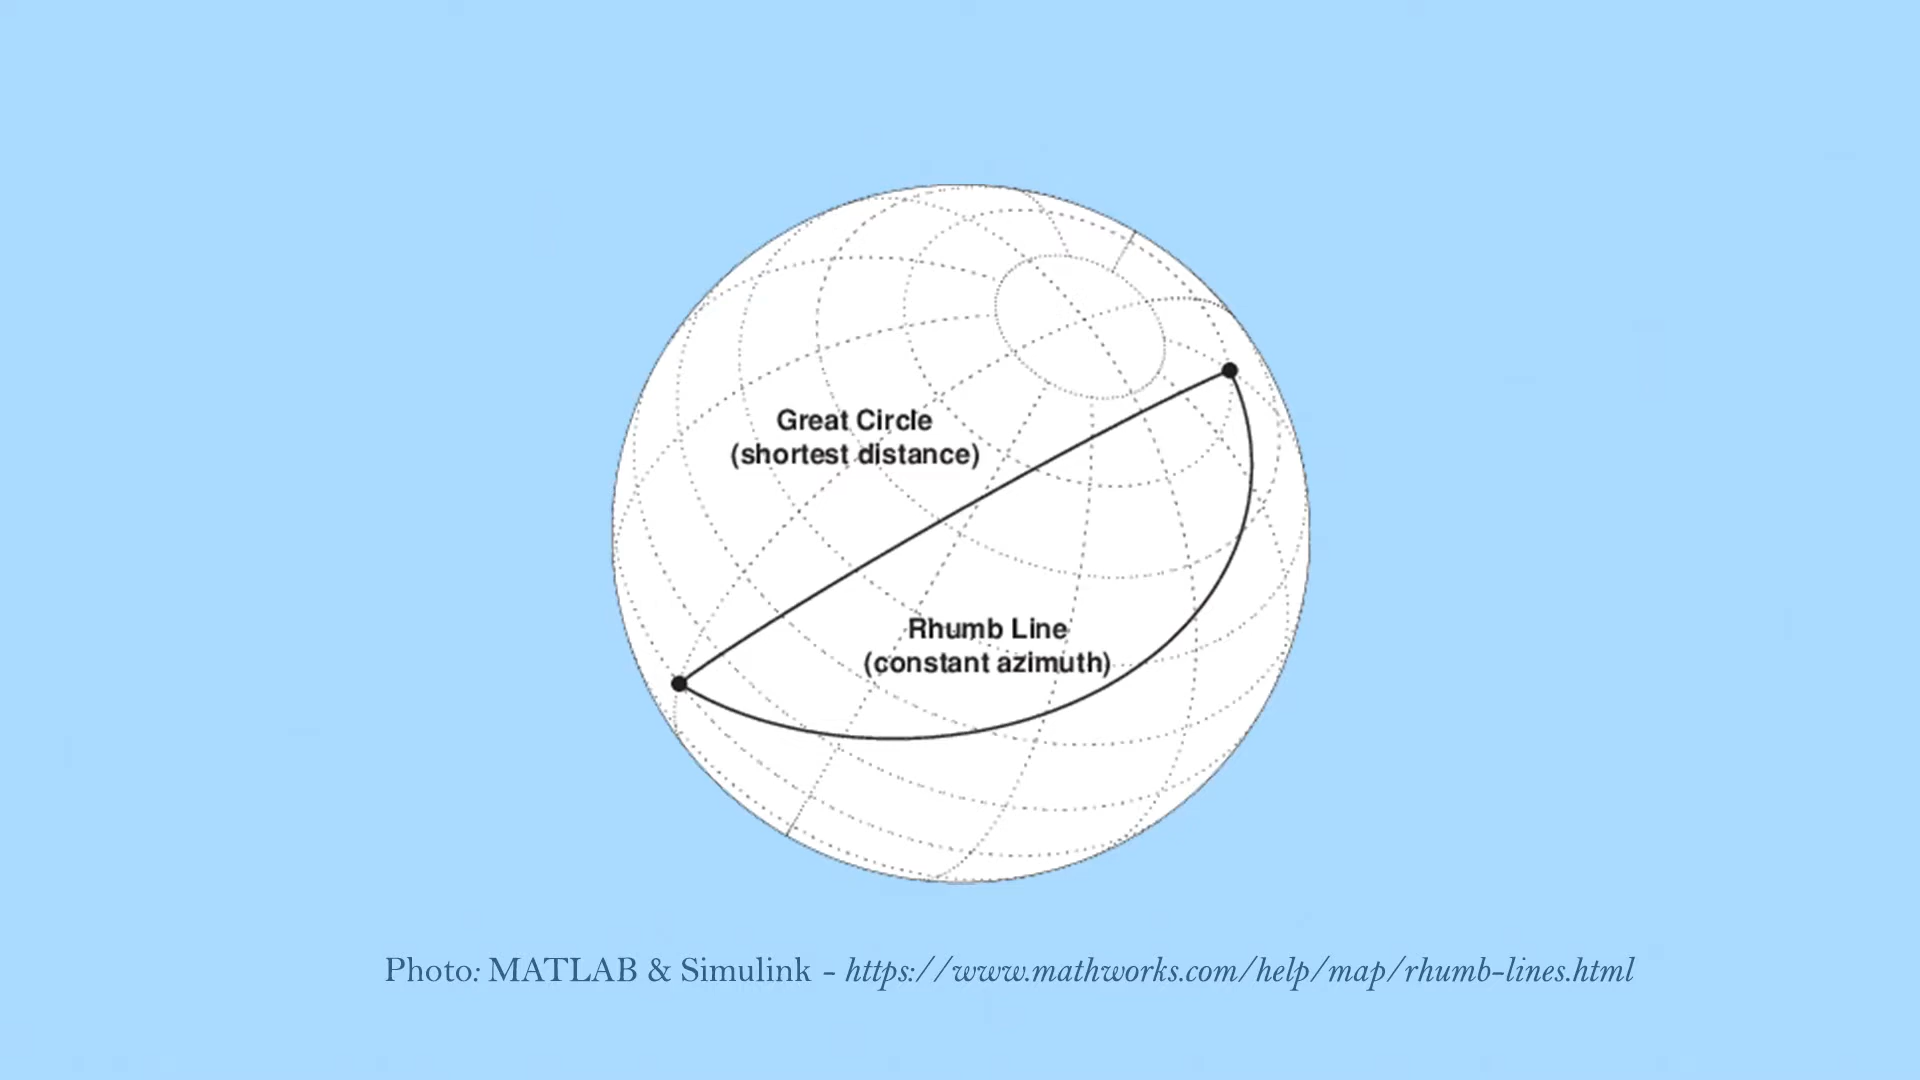 Great Circle
(shortest distance)
Rhumb Line
(constant azimuth)
Photo: MATLAB & Simulink - https://www.mathworks.com/help/map/rhumb-lines.html